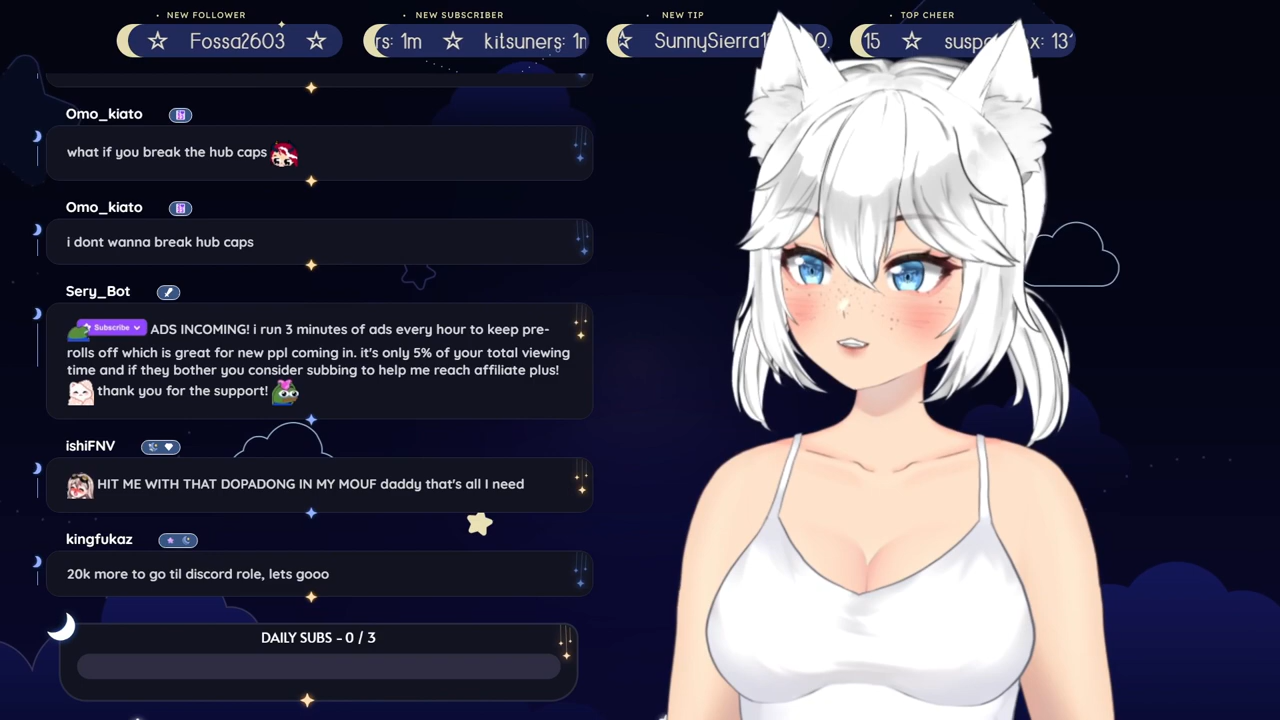 NEW FOLLOWER
NEW SUBSCRIBER
NEW TIP
TOP CHEER
Fossa2603
rs: 1m
kitsuners: 1m
15
Omo_kiato
what if you break the hub caps
Omo_kiato
i dont wanna break hub caps
Sery_Bot
Subscribe
ADS INCOMING! i run 3 minutes of ads every hour to keep pre-
rolls off which is great for new ppl coming in. it's only 5% of your total viewing
time and if they bother you consider subbing to help me reach affiliate plus!
thank you for the support!
ishiFNV
HIT ME WITH THAT DOPADONG IN MY MOUF daddy that's all I need
kingfukaz
20k more to go til discord role, lets gooo
DAILY SUBS - 0 / 3